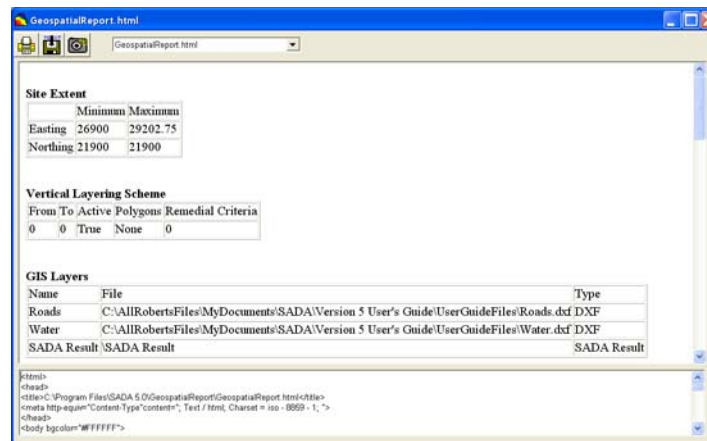 GeospatialReport.html
GeospatialReport.html
Site Extent
Minimum Maximum
Easting 26900 29202.75
Northing 21900 21900
Vertical Layering Scheme
From To Active Polygons Remedial Criteria
0 0 True None 0
GIS Layers
Name File Type
Roads C:\AllRobertsFiles\MyDocuments\SADA\Version 5 User's Guide\UserGuideFiles\Roads.dxf DXF
Water C:\AllRobertsFiles\MyDocuments\SADA\Version 5 User's Guide\UserGuideFiles\Water.dxf DXF
SADA Result \SADA Result SADA Result
<html>
<head>
<title>C:\Program Files\SADA 5.0\GeospatialReport\GeospatialReport.html</title>
<meta http-equiv="Content-Type"content="; Text / html; Charset = iso - 8859 - 1; ">
</head>
<body bgcolor="#FFFFFF">